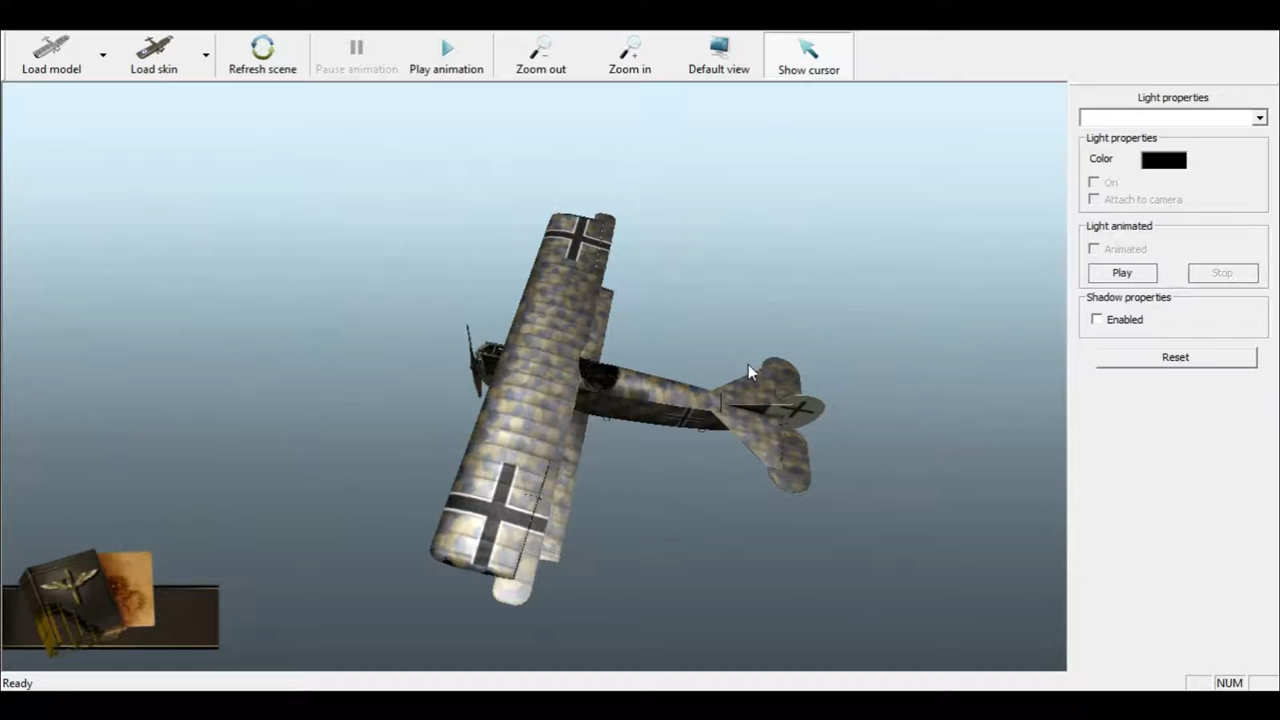 Load model
Load skin
Refresh scene
Pause animation
Play animation
Zoom out
Zoom in
Default view
Show cursor
Light properties
Light properties
Color
On
Attach to camera
Light animated
Animated
Play
Stop
Shadow properties
Enabled
Reset
Ready
NUM